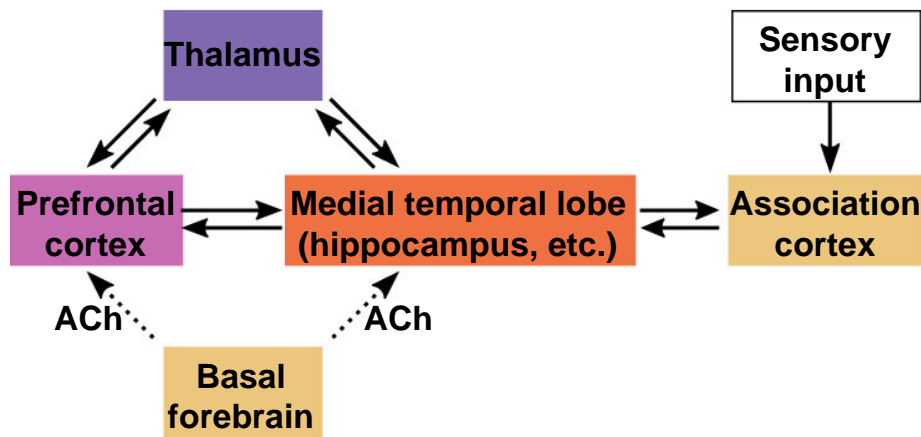 Thalamus
Sensory
input
Prefrontal
cortex
Medial temporal lobe
(hippocampus, etc.)
Association
cortex
ACh
ACh
Basal
forebrain